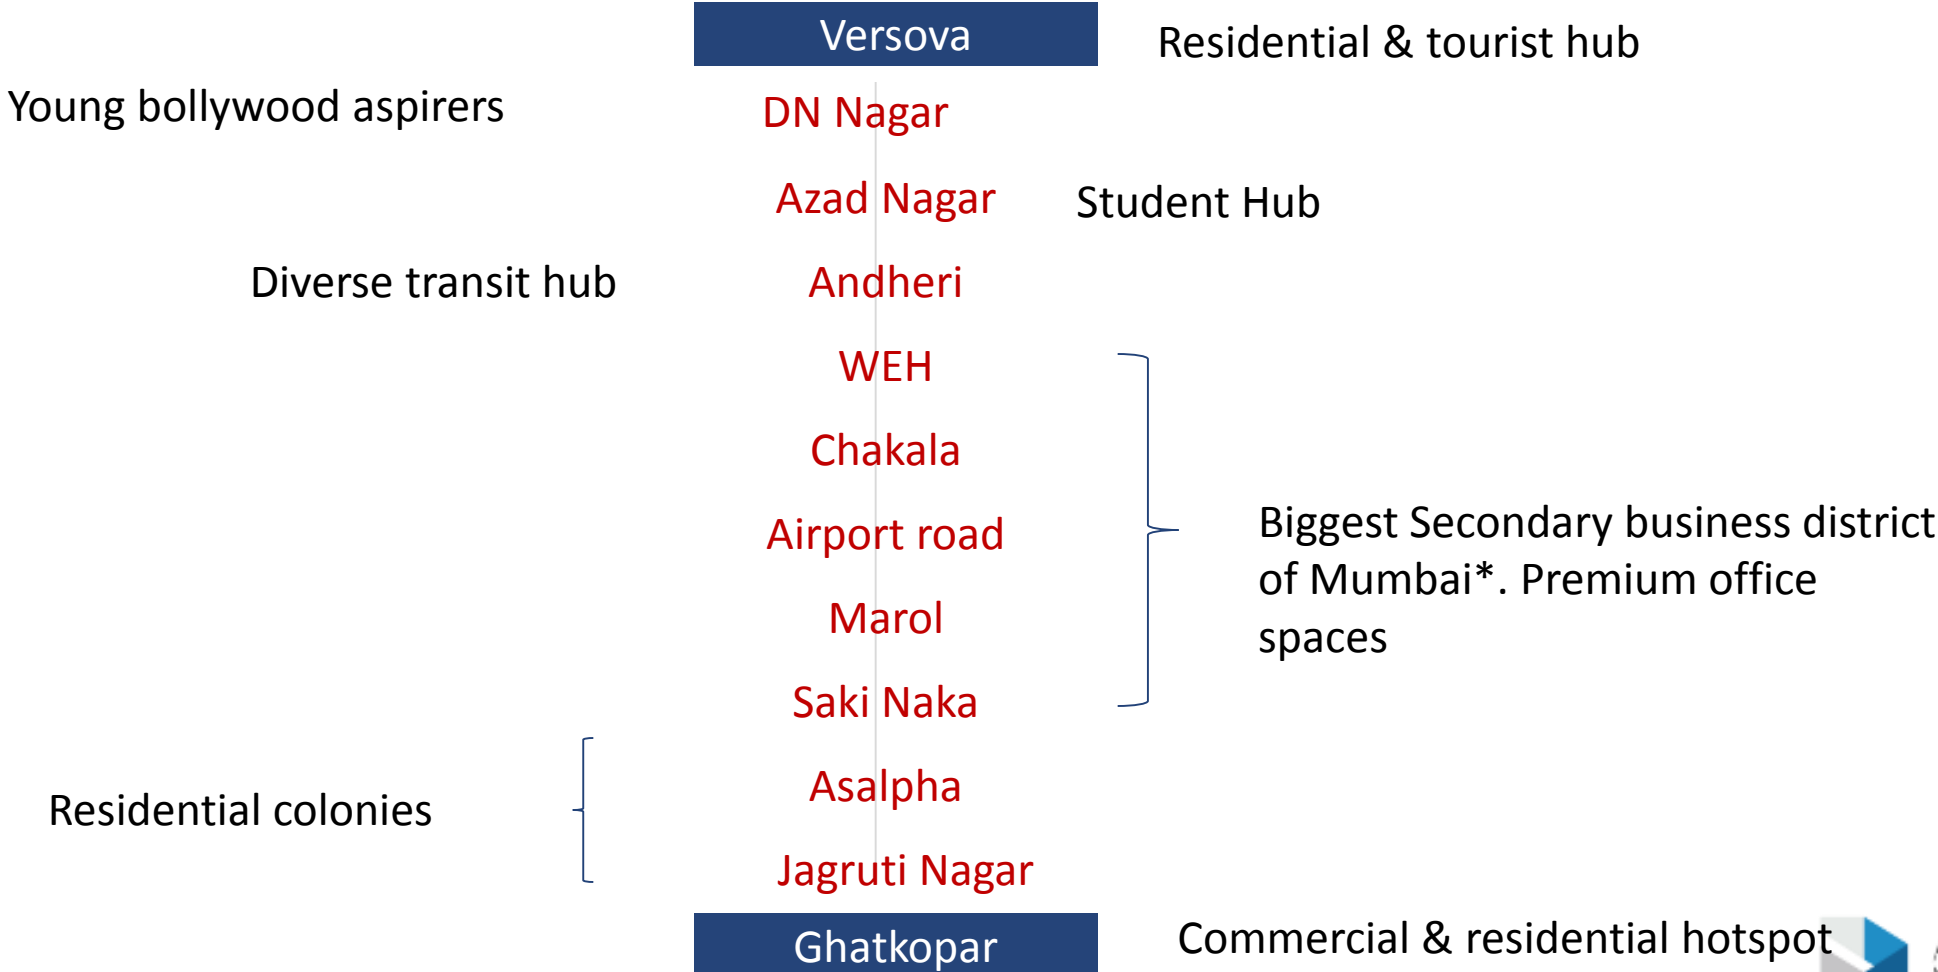 Versova
Residential & tourist hub
Young bollywood aspirers
DN Nagar
Azad Nagar
Student Hub
Diverse transit hub
Andheri
WEH
Chakala
Airport road
Biggest Secondary business district
of Mumbai*. Premium office
spaces
Marol
Saki Naka
Asalpha
Residential colonies
Jagruti Nagar
Ghatkopar
Commercial & residential hotspot